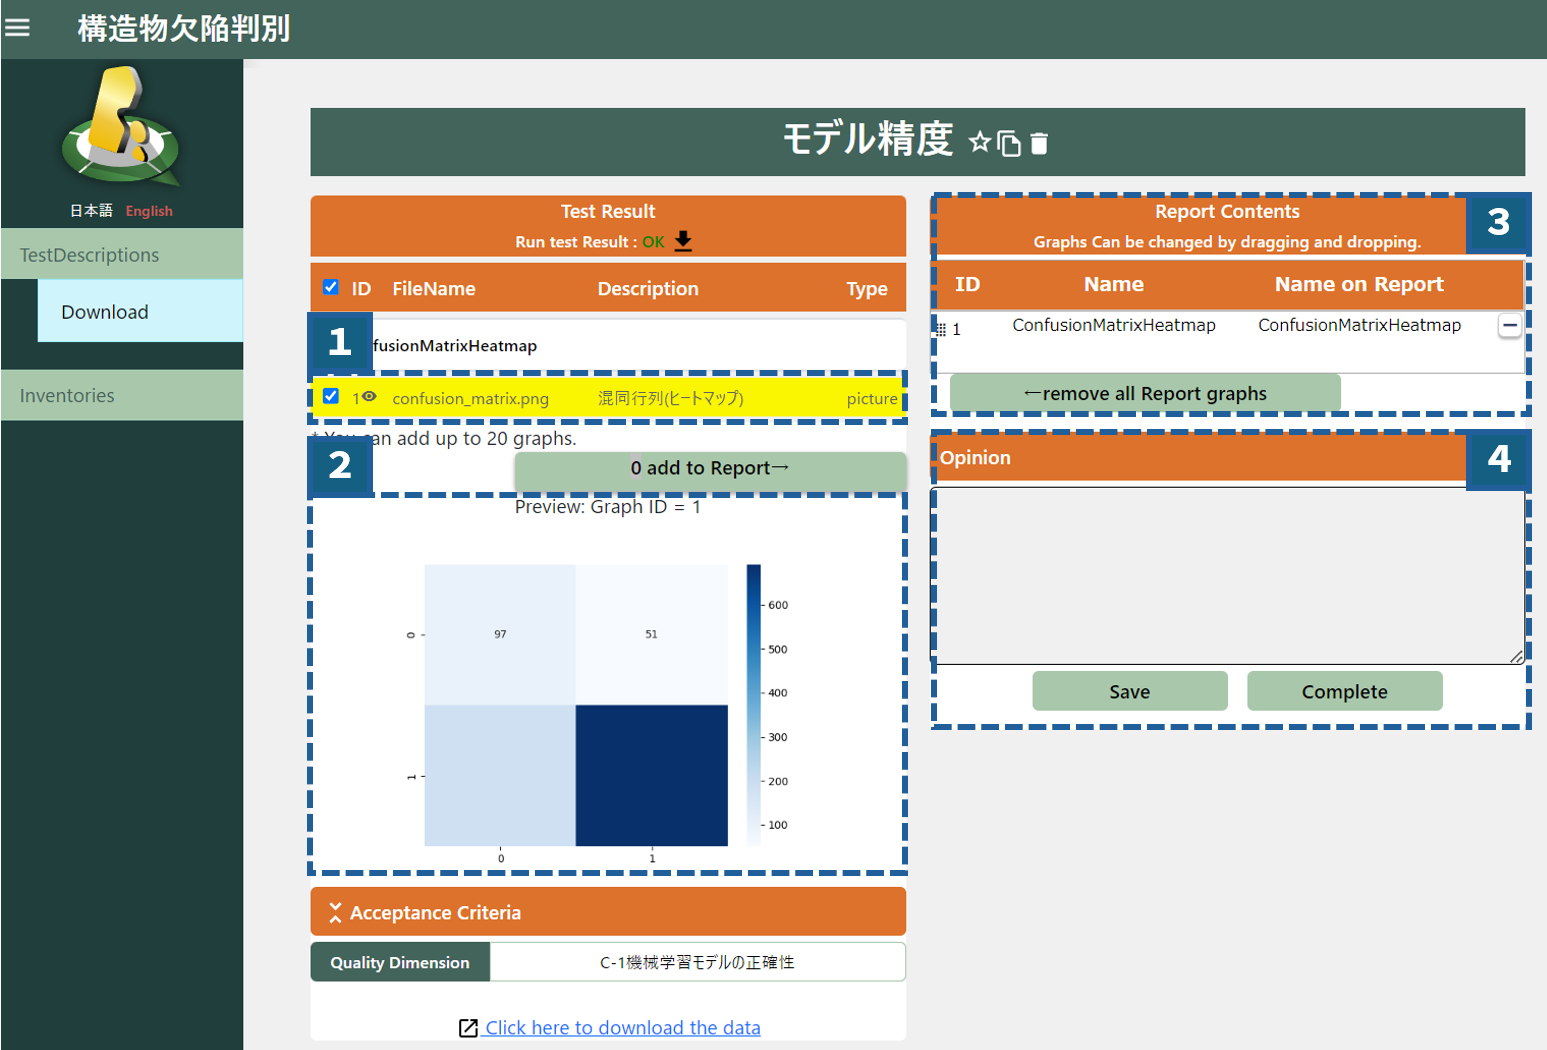 構造物欠陥判別
日本語 English
TestDescriptions
Download
Inventories
モデル精度
Test Result
Run test Result : OK
ID FileName Description Type
1
fusionMatrixHeatmap
1 confusion_matrix.png 混同行列(ヒートマップ) picture
* You can add up to 20 graphs.
2
0 add to Report→
Preview: Graph ID = 1
0
97 51
1
0 1
600
500
400
300
200
100
Acceptance Criteria
Quality Dimension C-1機械学習モデルの正確性
Click here to download the data
Report Contents
Graphs Can be changed by dragging and dropping.
3
ID Name Name on Report
1 ConfusionMatrixHeatmap ConfusionMatrixHeatmap
←remove all Report graphs
Opinion
4
Save Complete